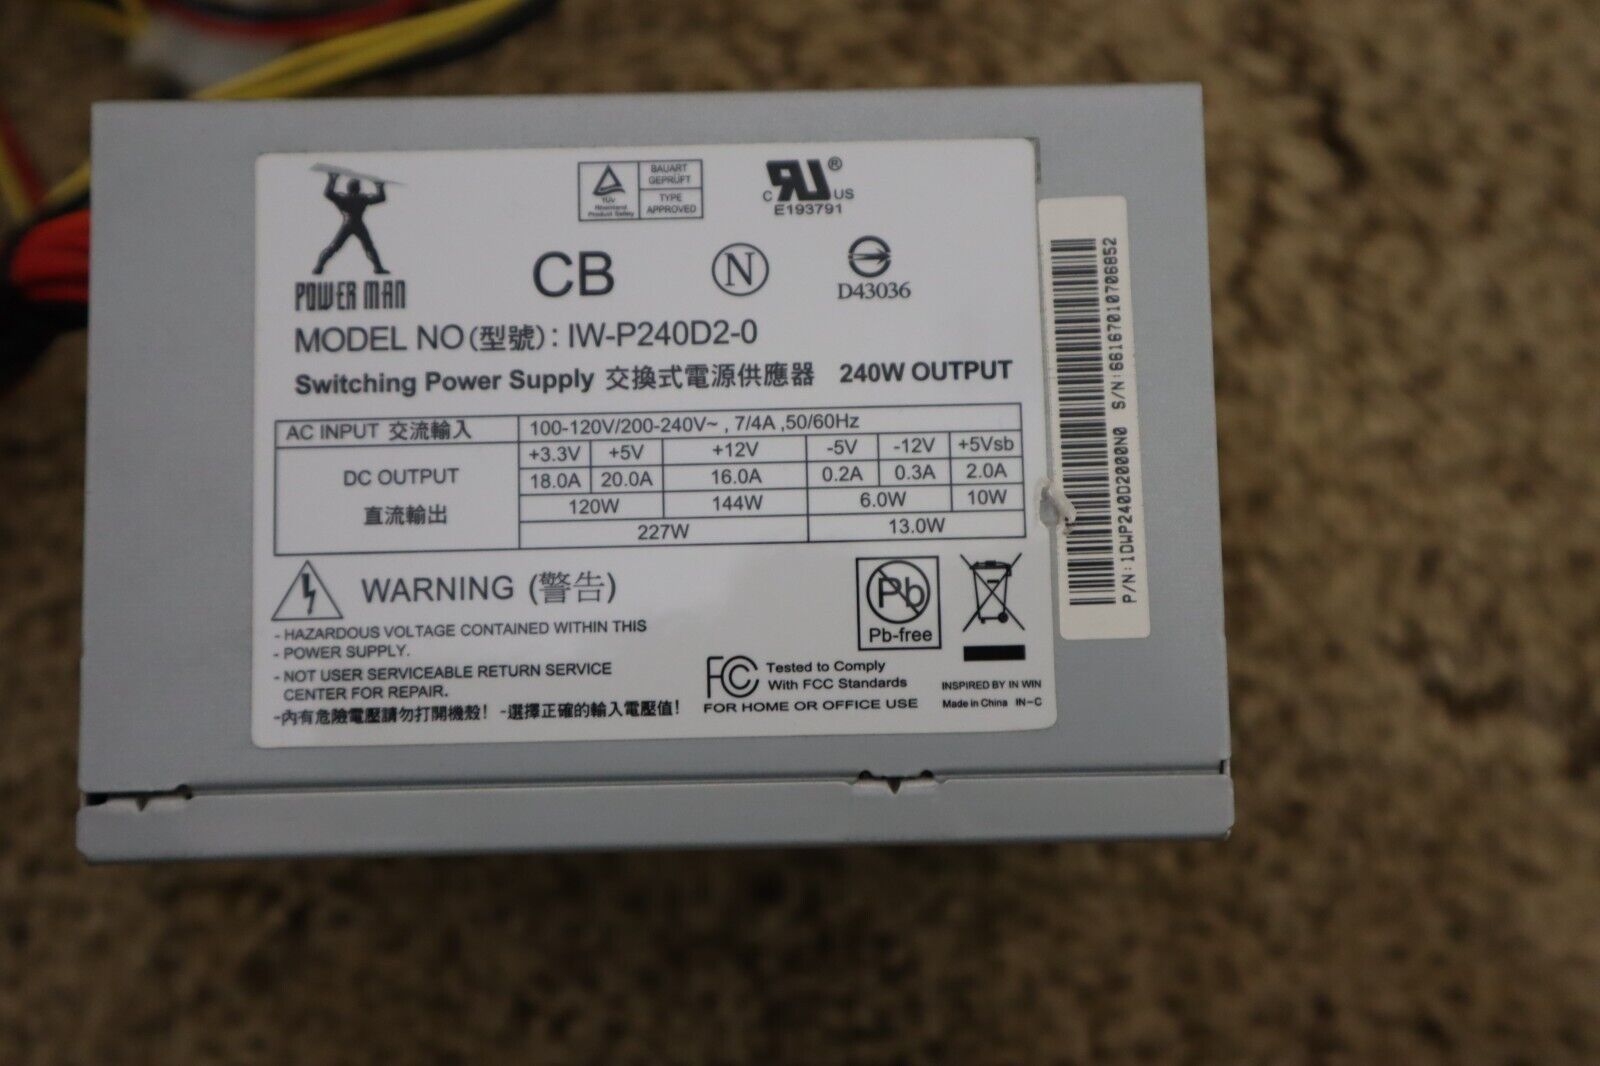 TÜV
Rheinland
Product Safety
BAUART
GEPRÜFT
TYPE
APPROVED
C RU® US
E193791
POWER MAN
CB
N
D43036
MODEL NO(型號): IW-P240D2-0
Switching Power Supply 交換式電源供應器 240W OUTPUT
AC INPUT 交流輸入 100-120V/200-240V~ , 7/4A ,50/60Hz
DC OUTPUT
直流輸出
+3.3V +5V +12V -5V -12V +5Vsb
18.0A 20.0A 16.0A 0.2A 0.3A 2.0A
120W 144W 6.0W 10W
227W 13.0W
WARNING (警告)
- HAZARDOUS VOLTAGE CONTAINED WITHIN THIS
- POWER SUPPLY.
- NOT USER SERVICEABLE RETURN SERVICE
CENTER FOR REPAIR.
-內有危險電壓請勿打開機殼! -選擇正確的輸入電壓值!
Pb
Pb-free
FC Tested to Comply
With FCC Standards
FOR HOME OR OFFICE USE
INSPIRED BY IN WIN
Made in China IN-C
P/N:1DWP240D2000N0 S/N:66167010706852